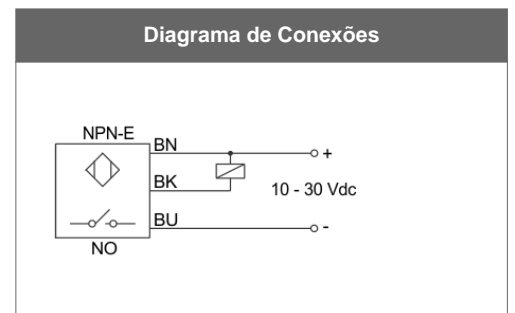 Diagrama de Conexões
NPN-E
BN
+
BK
10 - 30 Vdc
BU
-
NO